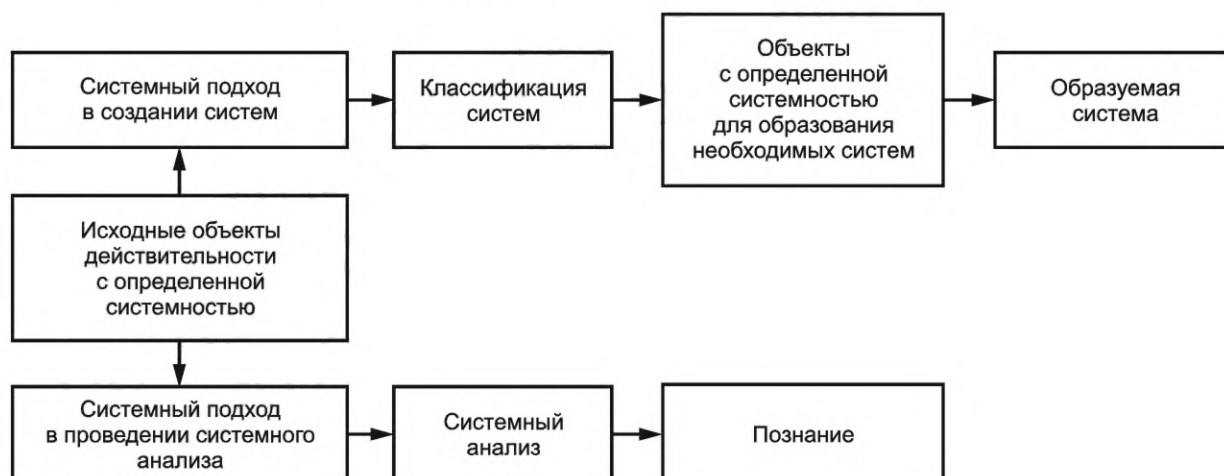 Системный подход
в создании систем
Классификация
систем
Объекты
с определенной
системностью
для образования
необходимых систем
Образуемая
система
Исходные объекты
действительности
с определенной
системностью
Системный подход
в проведении системного
анализа
Системный
анализ
Познание